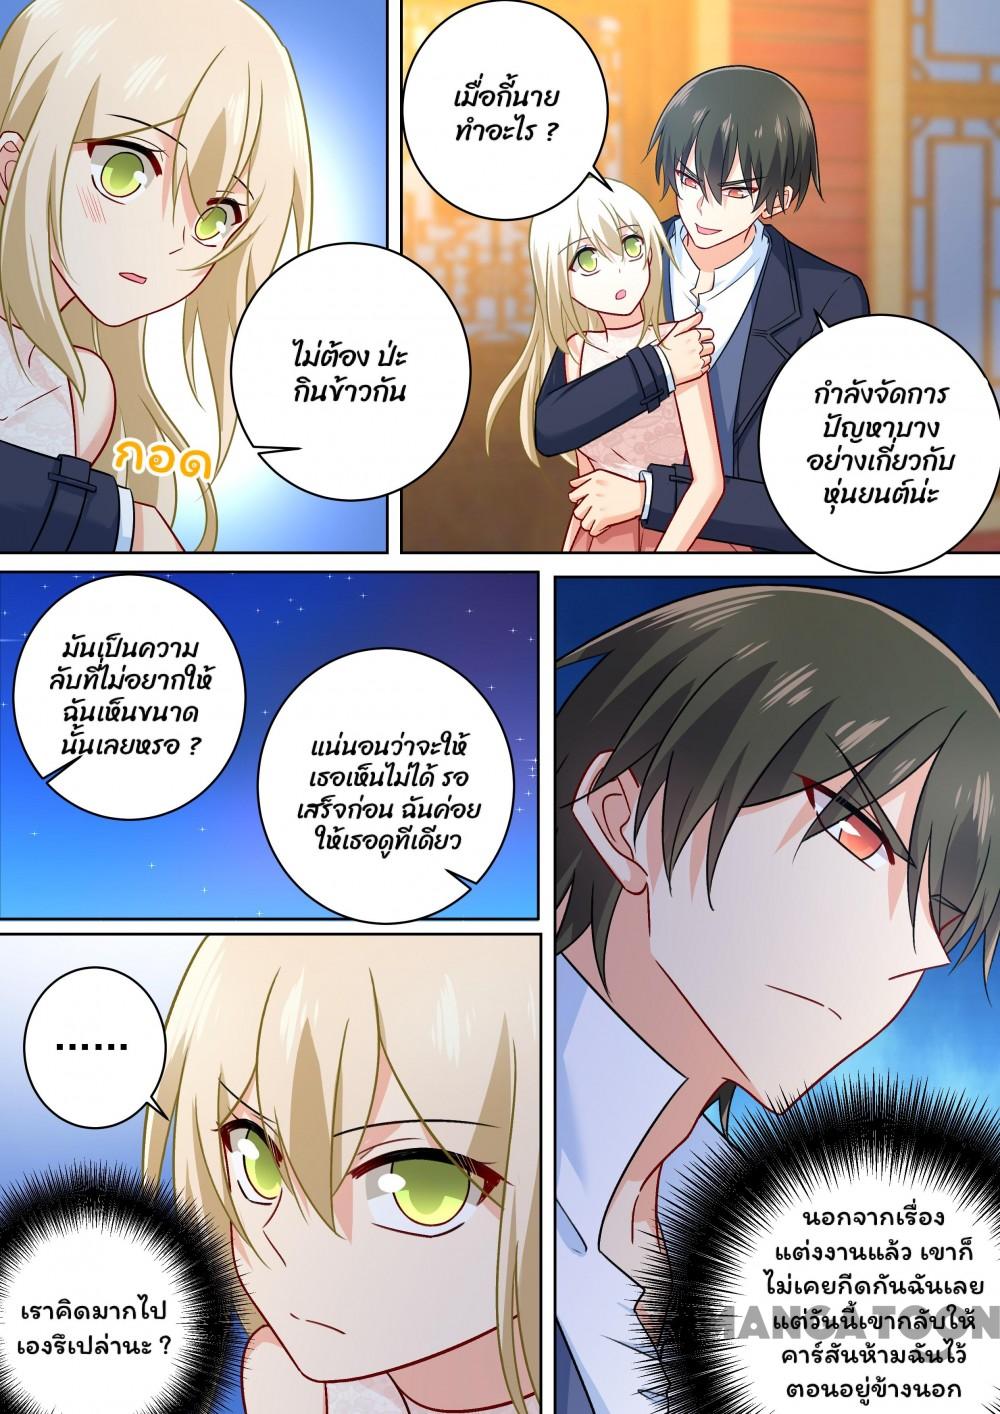 ไม่ต้อง ป่ะ
กินข้าวกัน
กอด
เมื่อกี้นาย
ทำอะไร ?
กำลังจัดการ
ปัญหาบาง
อย่างเกี่ยวกับ
หุ่นยนต์น่ะ
มันเป็นความ
ลับที่ไม่อยากให้
ฉันเห็นขนาด
นั้นเลยหรอ ?
แน่นอนว่าจะให้
เธอเห็นไม่ได้ รอ
เสร็จก่อน ฉันค่อย
ให้เธอดูทีเดียว
......
เราคิดมากไป
เองรึเปล่านะ ?
นอกจากเรื่อง
แต่งงานแล้ว เขาก็
ไม่เคยกีดกันฉันเลย
แต่วันนี้เขากลับให้
คาร์สันห้ามฉันไว้
ตอนอยู่ข้างนอก
MANGATOON